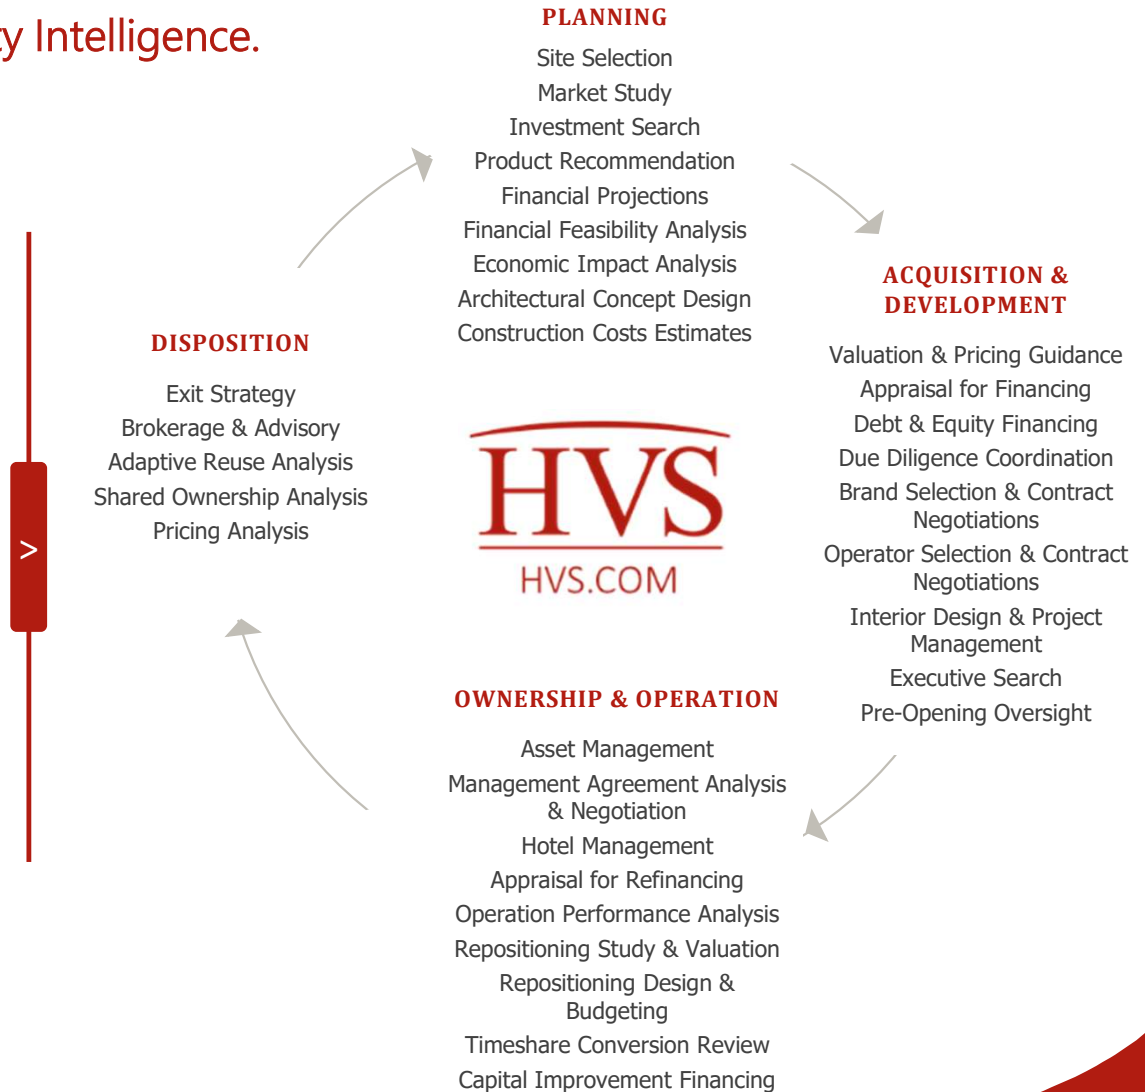 ty Intelligence.
PLANNING
Site Selection
Market Study
Investment Search
Product Recommendation
Financial Projections
Financial Feasibility Analysis
Economic Impact Analysis
Architectural Concept Design
Construction Costs Estimates
ACQUISITION &
DEVELOPMENT
Valuation & Pricing Guidance
Appraisal for Financing
Debt & Equity Financing
Due Diligence Coordination
Brand Selection & Contract
Negotiations
Operator Selection & Contract
Negotiations
Interior Design & Project
Management
Executive Search
Pre-Opening Oversight
OWNERSHIP & OPERATION
Asset Management
Management Agreement Analysis
& Negotiation
Hotel Management
Appraisal for Refinancing
Operation Performance Analysis
Repositioning Study & Valuation
Repositioning Design &
Budgeting
Timeshare Conversion Review
Capital Improvement Financing
DISPOSITION
Exit Strategy
Brokerage & Advisory
Adaptive Reuse Analysis
Shared Ownership Analysis
Pricing Analysis
HVS
HVS.COM
>